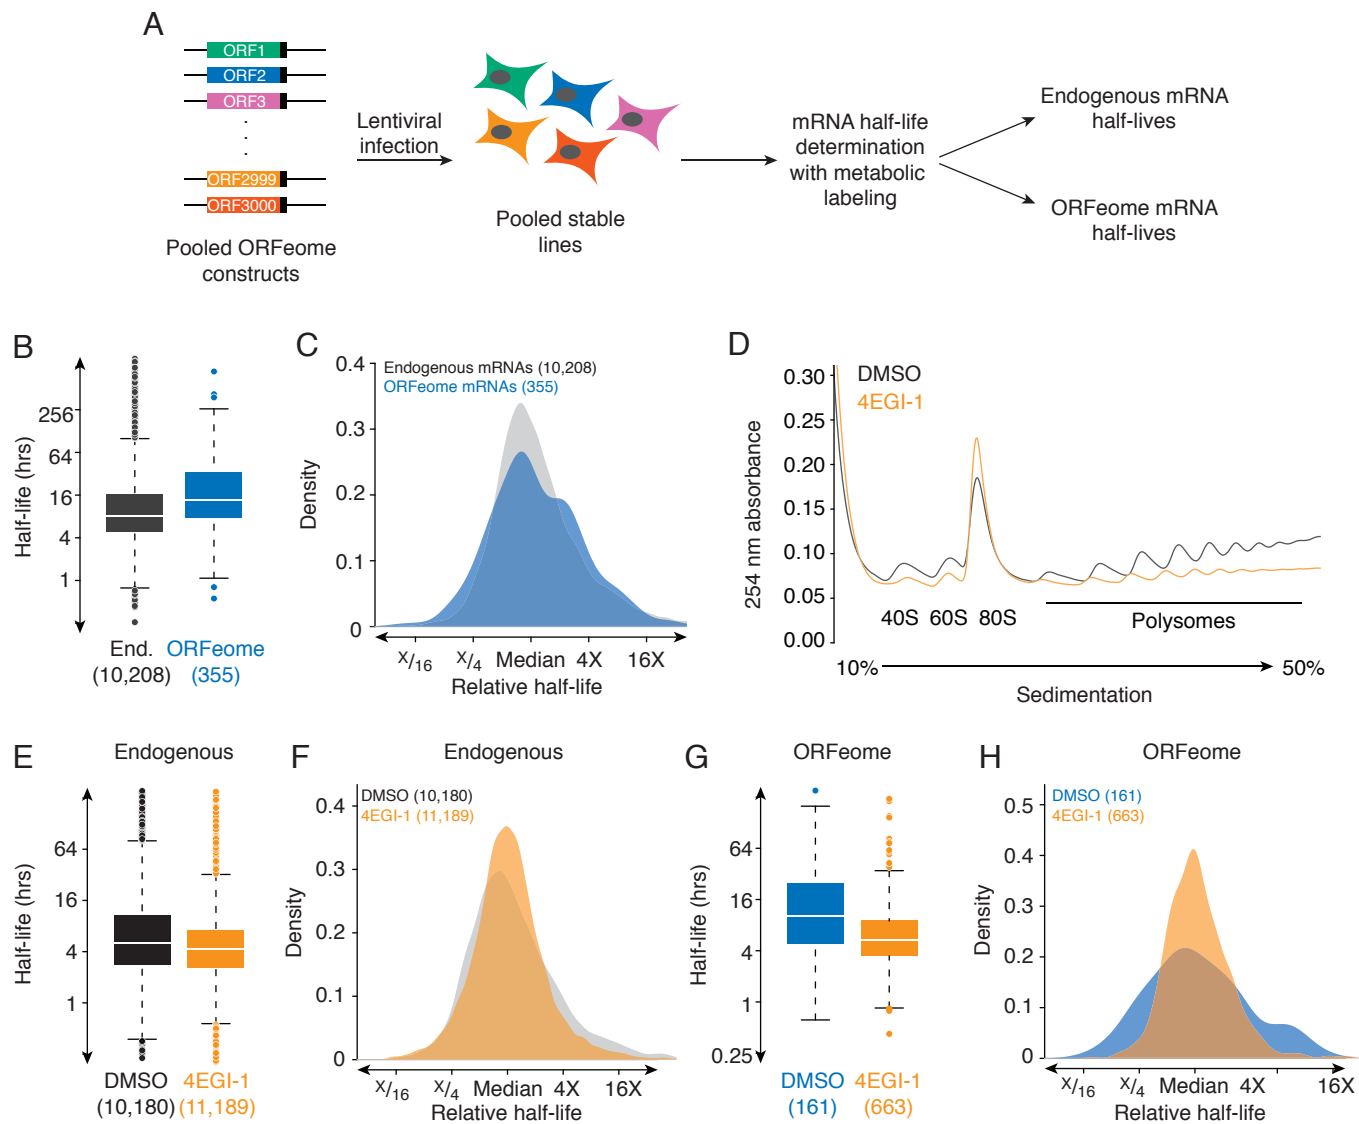 A
ORF1
ORF2
ORF3
.
.
.
ORF2999
ORF3000
Pooled ORFeome
constructs
Lentiviral
infection
Pooled stable
lines
mRNA half-life
determination
with metabolic
labeling
Endogenous mRNA
half-lives
ORFeome mRNA
half-lives
B
Half-life (hrs)
256
64
16
4
1
End.
(10,208)
ORFeome
(355)
C
Endogenous mRNAs (10,208)
ORFeome mRNAs (355)
Density
0.4
0.3
0.2
0.1
0
X/16
X/4
Median
4X
16X
Relative half-life
D
DMSO
4EGI-1
254 nm absorbance
0.30
0.25
0.20
0.15
0.10
0.05
0.00
40S
60S
80S
Polysomes
10%
50%
Sedimentation
E
Endogenous
Half-life (hrs)
64
16
4
1
DMSO
(10,180)
4EGI-1
(11,189)
F
Endogenous
DMSO (10,180)
4EGI-1 (11,189)
Density
0.4
0.3
0.2
0.1
0
X/16
X/4
Median
4X
16X
Relative half-life
G
ORFeome
Half-life (hrs)
64
16
4
1
0.25
DMSO
(161)
4EGI-1
(663)
H
ORFeome
DMSO (161)
4EGI-1 (663)
Density
0.5
0.4
0.3
0.2
0.1
0
X/16
X/4
Median
4X
16X
Relative half-life